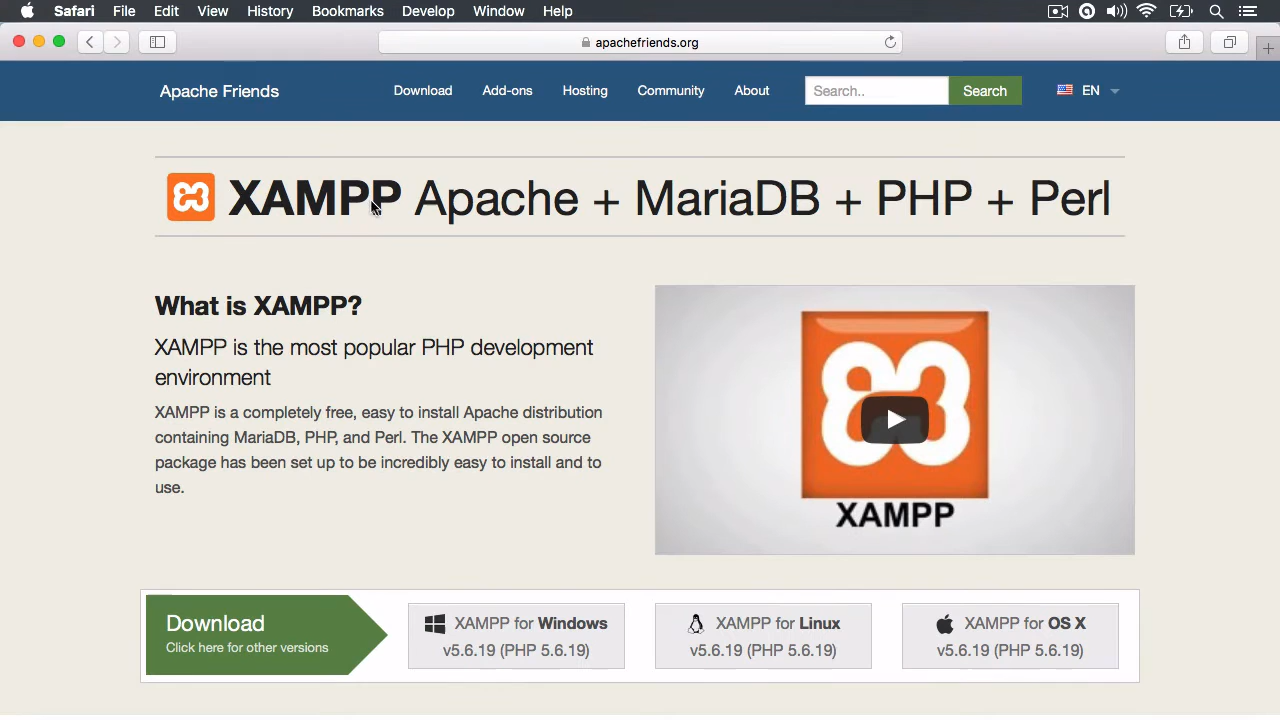 Safari File Edit View History Bookmarks Develop Window Help
apachefriends.org
Apache Friends Download Add-ons Hosting Community About Search.. Search EN
XAMPP Apache + MariaDB + PHP + Perl
What is XAMPP?
XAMPP is the most popular PHP development
environment
XAMPP is a completely free, easy to install Apache distribution
containing MariaDB, PHP, and Perl. The XAMPP open source
package has been set up to be incredibly easy to install and to
use.
XAMPP
Download
Click here for other versions
XAMPP for Windows
v5.6.19 (PHP 5.6.19)
XAMPP for Linux
v5.6.19 (PHP 5.6.19)
XAMPP for OS X
v5.6.19 (PHP 5.6.19)